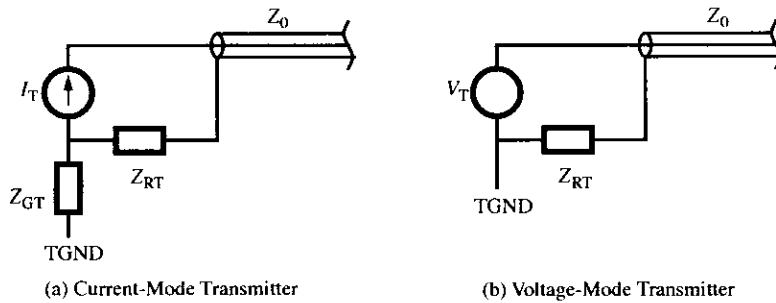 Z0
IT
ZRT
ZGT
TGND
(a) Current-Mode Transmitter
Z0
VT
ZRT
TGND
(b) Voltage-Mode Transmitter